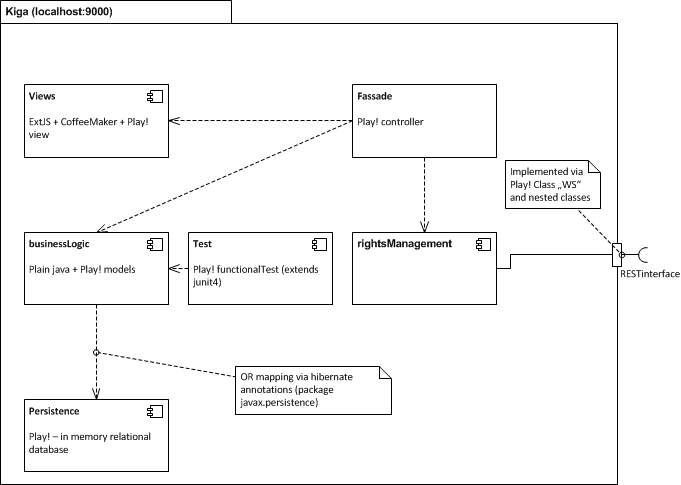 Kiga (localhost:9000)
Views
ExtJS + CoffeeMaker + Play!
view
Fassade
Play! controller
Implemented via
Play! Class „WS“
and nested classes
businessLogic
Plain java + Play! models
Test
Play! functionalTest (extends
junit4)
rightsManagement
RESTinterface
OR mapping via hibernate
annotations (package
javax.persistence)
Persistence
Play! – in memory relational
database